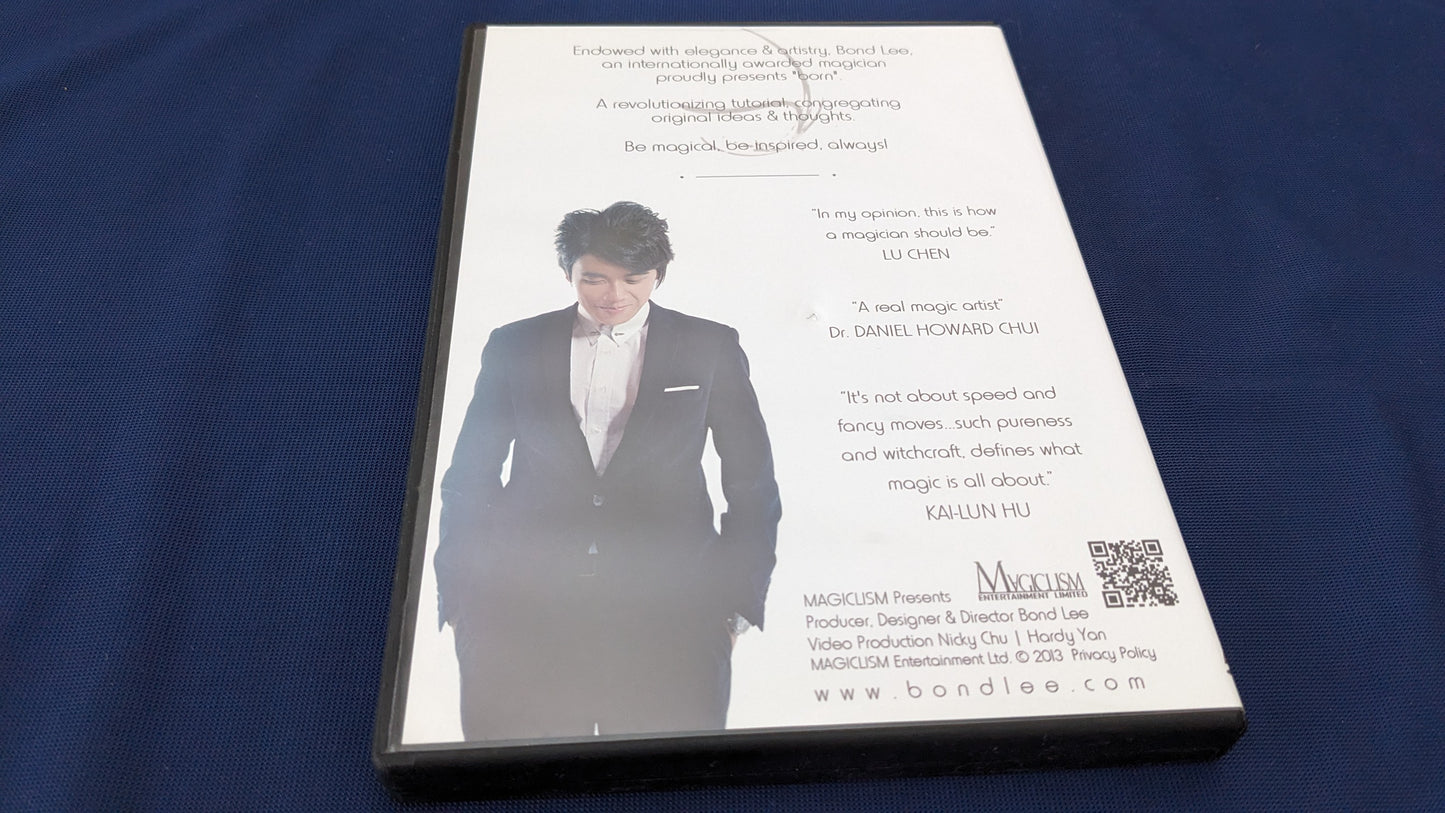 Endowed with elegance & artistry, Bond Lee,
an internationally awarded magician
proudly presents "born".
A revolutionizing tutorial, congregating
original ideas & thoughts.
Be magical, be inspired, always!
"In my opinion, this is how
a magician should be."
LU CHEN
"A real magic artist"
Dr. DANIEL HOWARD CHUI
"It's not about speed and
fancy moves...such pureness
and witchcraft, defines what
magic is all about."
KAI-LUN HU
MAGICLISM
ENTERTAINMENT LIMITED
MAGICLISM Presents
Producer, Designer & Director Bond Lee
Video Production Nicky Chu | Hardy Yan
MAGICLISM Entertainment Ltd. © 2013 Privacy Policy
www.bondlee.com